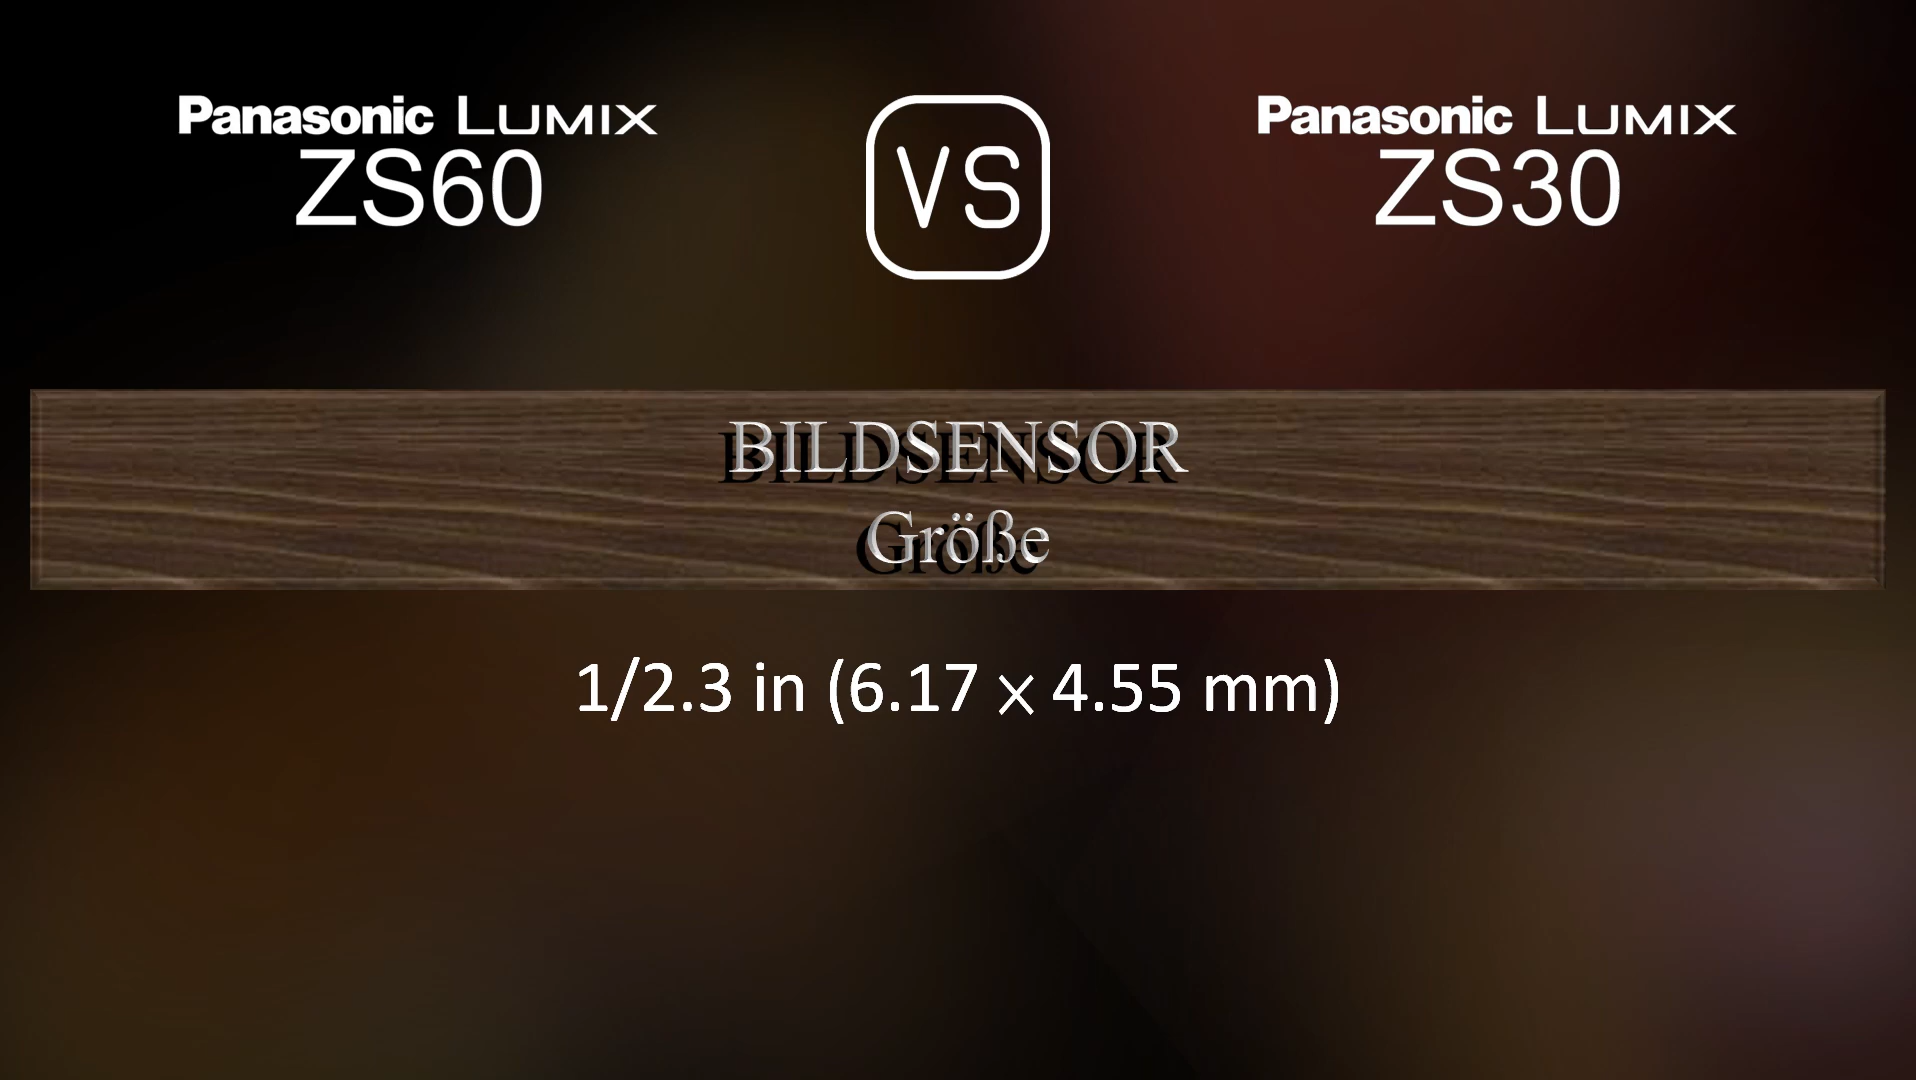 Panasonic LUMIX
ZS60
VS
Panasonic LUMIX
ZS30
BILDSENSOR
Größe
1/2.3 in (6.17 x 4.55 mm)